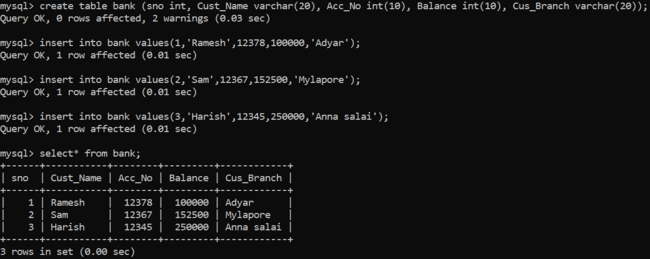 mysql> create table bank (sno int, Cust_Name varchar(20), Acc_No int(10), Balance int(10), Cus_Branch varchar(20));
Query OK, 0 rows affected, 2 warnings (0.03 sec)
mysql> insert into bank values(1,'Ramesh',12378,100000,'Adyar');
Query OK, 1 row affected (0.01 sec)
mysql> insert into bank values(2,'Sam',12367,152500,'Mylapore');
Query OK, 1 row affected (0.01 sec)
mysql> insert into bank values(3,'Harish',12345,250000,'Anna salai');
Query OK, 1 row affected (0.01 sec)
mysql> select* from bank;
+------+-----------+--------+---------+------------+
| sno  | Cust_Name | Acc_No | Balance | Cus_Branch |
+------+-----------+--------+---------+------------+
|    1 | Ramesh    |  12378 |  100000 | Adyar      |
|    2 | Sam       |  12367 |  152500 | Mylapore   |
|    3 | Harish    |  12345 |  250000 | Anna salai |
+------+-----------+--------+---------+------------+
3 rows in set (0.00 sec)